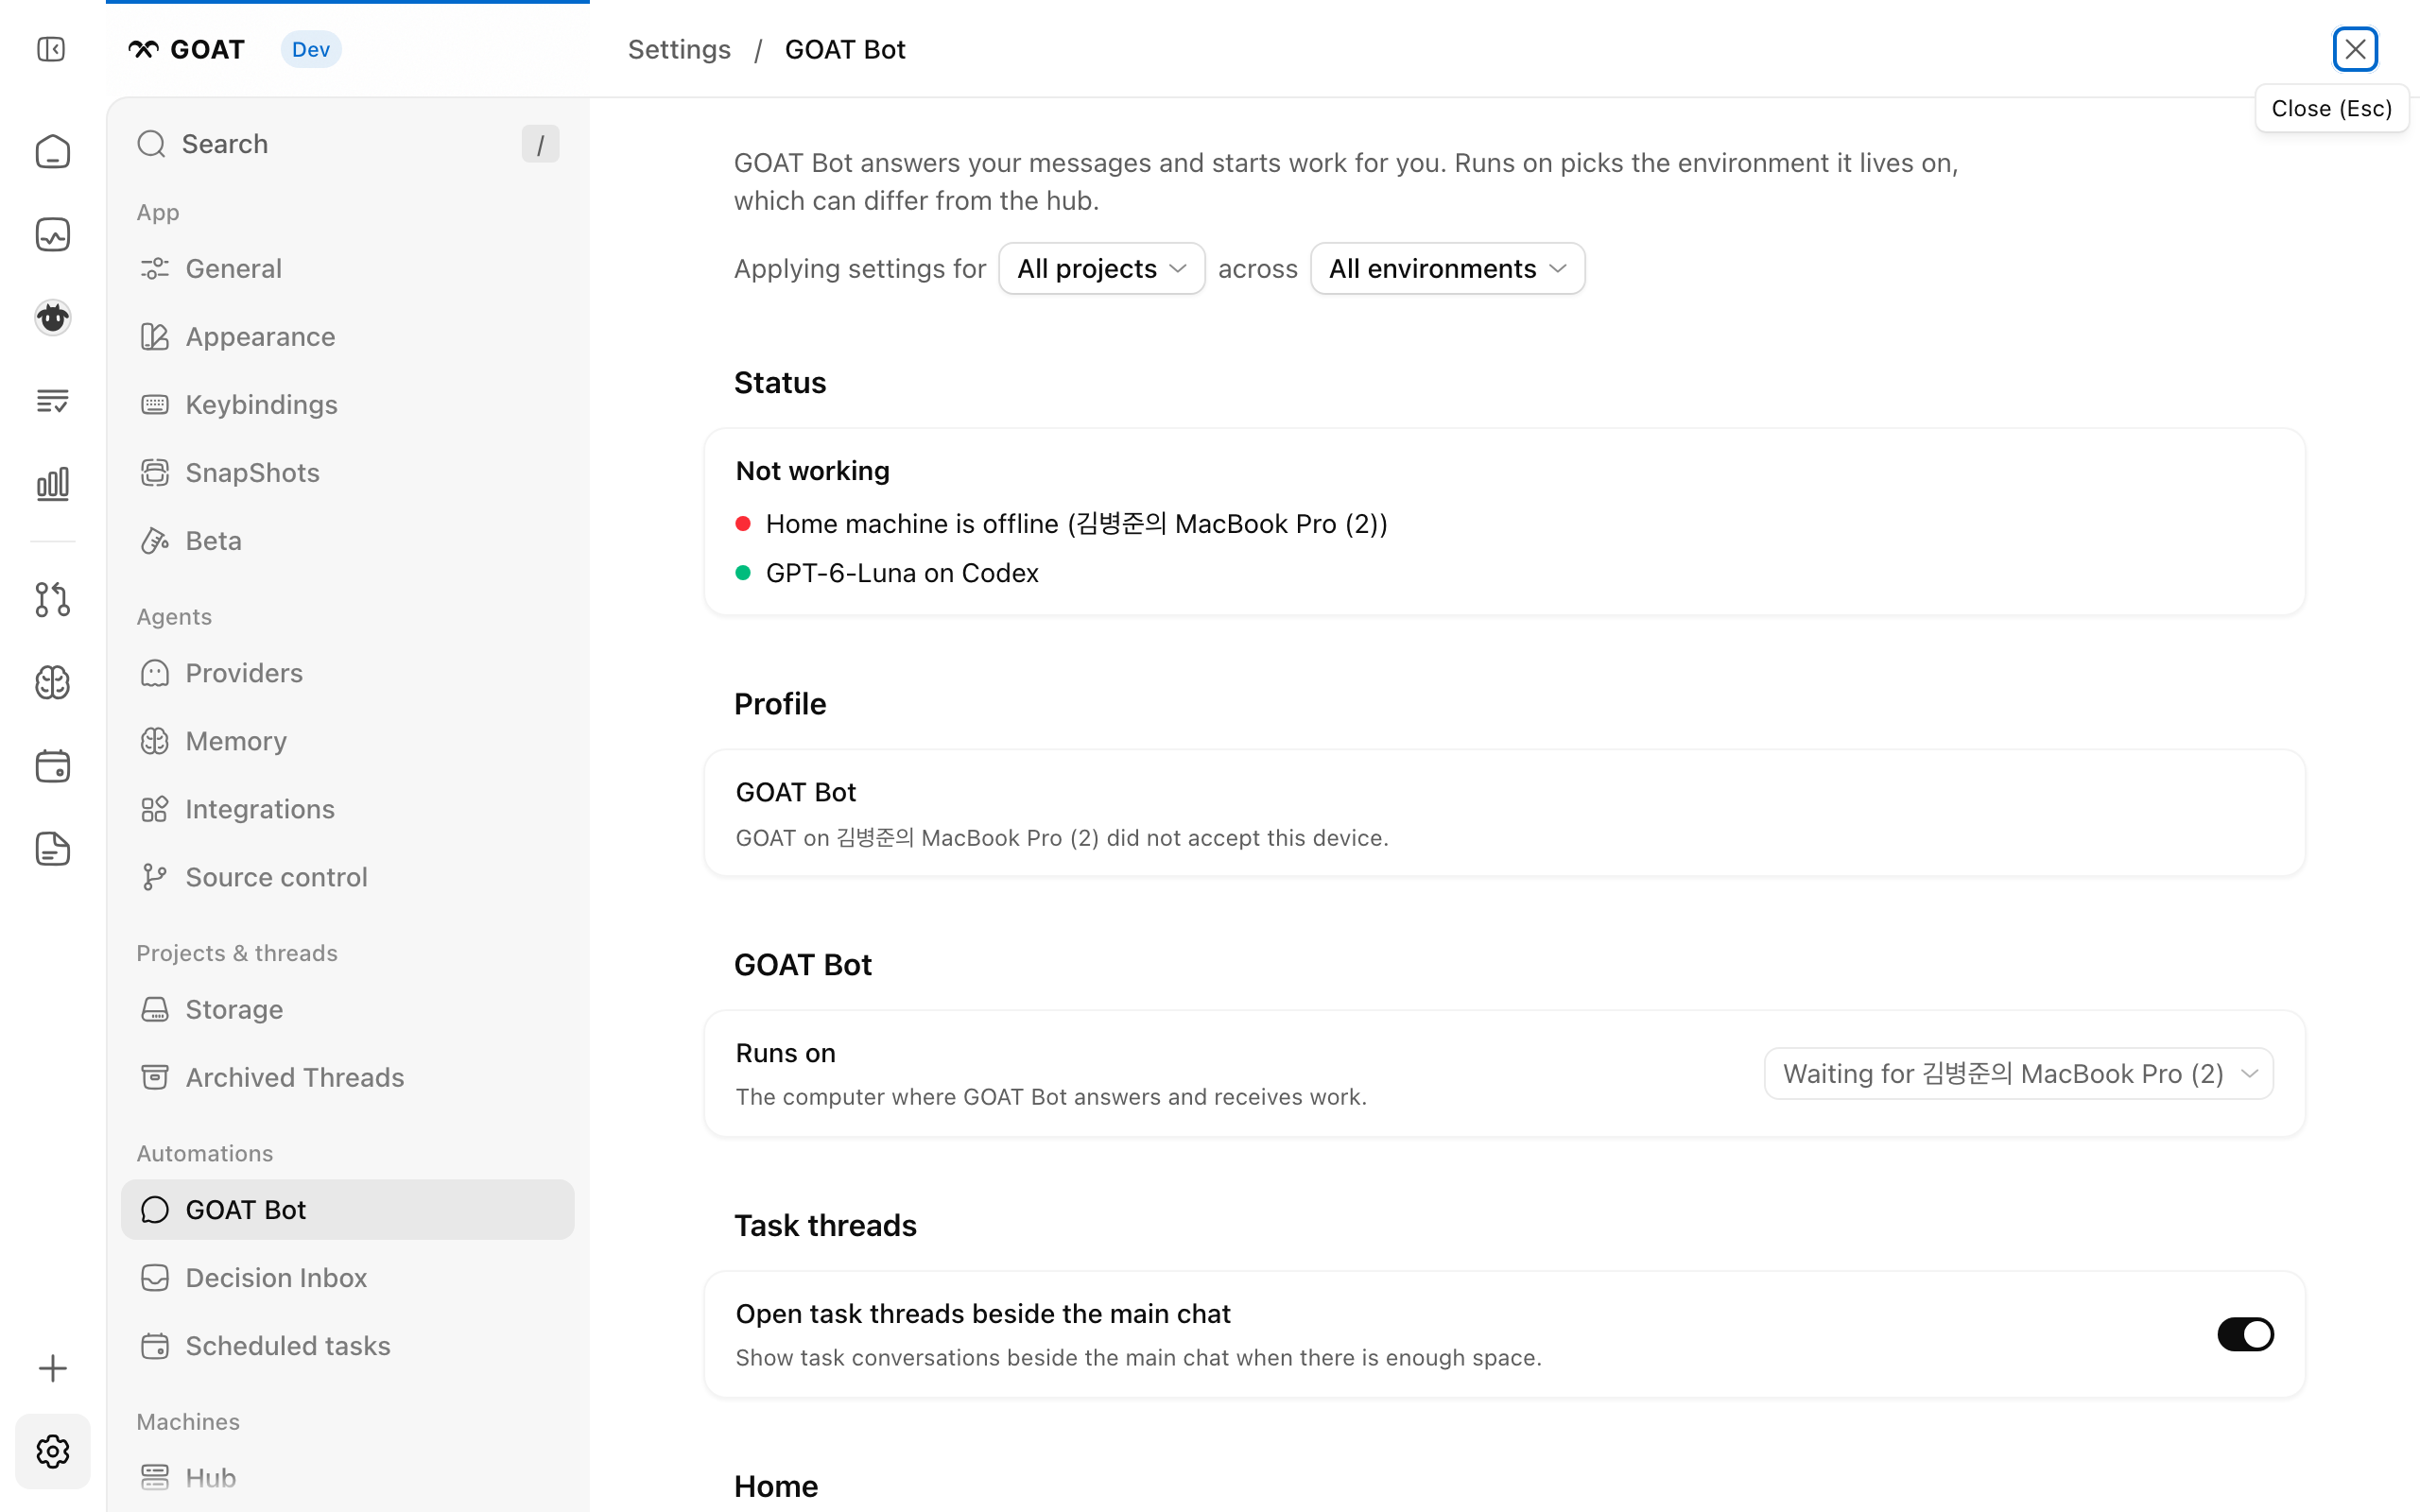 GOAT Dev
Settings / GOAT Bot
Close (Esc)
Search /
App
General
Appearance
Keybindings
SnapShots
Beta
Agents
Providers
Memory
Integrations
Source control
Projects & threads
Storage
Archived Threads
Automations
GOAT Bot
Decision Inbox
Scheduled tasks
Machines
Hub
GOAT Bot answers your messages and starts work for you. Runs on picks the environment it lives on,
which can differ from the hub.
Applying settings for All projects across All environments
Status
Not working
Home machine is offline (김병준의 MacBook Pro (2))
GPT-6-Luna on Codex
Profile
GOAT Bot
GOAT on 김병준의 MacBook Pro (2) did not accept this device.
GOAT Bot
Runs on
The computer where GOAT Bot answers and receives work.
Waiting for 김병준의 MacBook Pro (2)
Task threads
Open task threads beside the main chat
Show task conversations beside the main chat when there is enough space.
Home